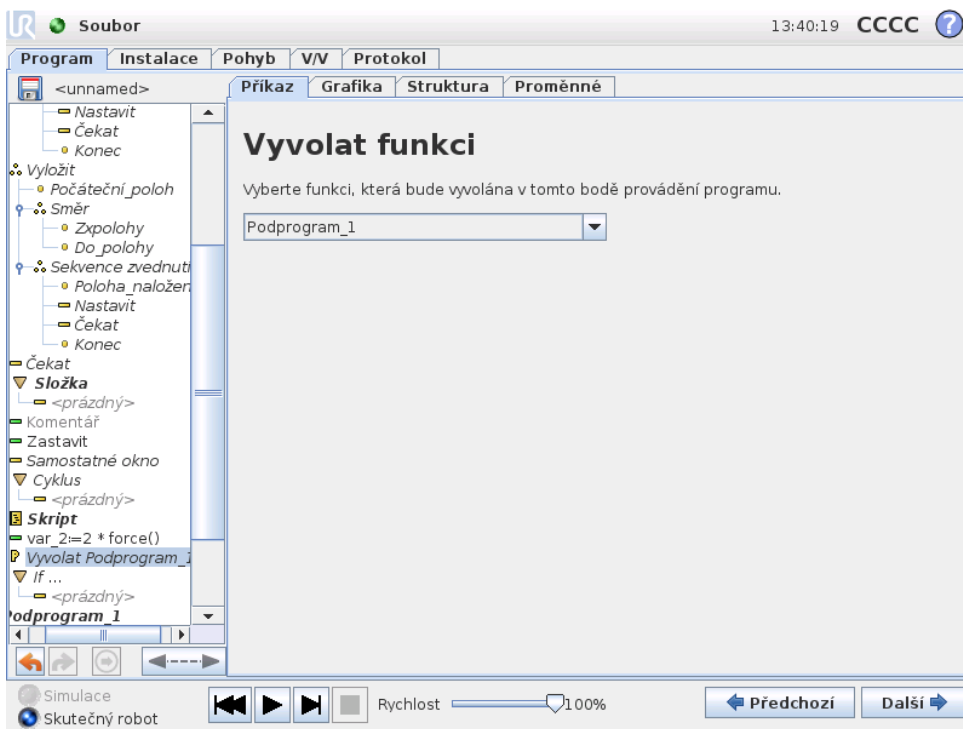 UR Soubor 13:40:19 CCCC ?
Program Instalace Pohyb V/V Protokol
<unnamed>
Příkaz Grafika Struktura Proměnné
Nastavit
Čekat
Konec
Vyložit
Počáteční_poloh
Směr
Zxpolohy
Do_polohy
Sekvence zvednuti
Poloha_naložen
Nastavit
Čekat
Konec
Čekat
Složka
<prázdný>
Komentář
Zastavit
Samostatné okno
Cyklus
<prázdný>
Skript
var_2:=2 * force()
Vyvolat Podprogram_1
If ...
<prázdný>
Podprogram_1
Vyvolat funkci
Vyberte funkci, která bude vyvolána v tomto bodě provádění programu.
Podprogram_1
Simulace
Skutečný robot
Rychlost 100%
Předchozí Další